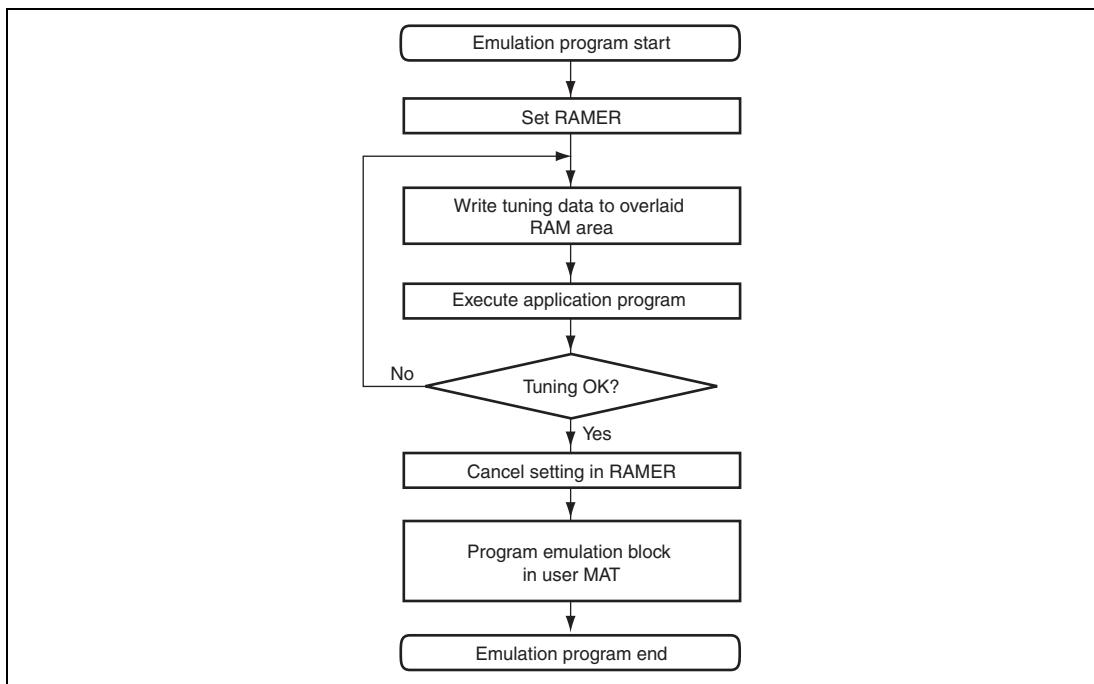 Emulation program start
Set RAMER
Write tuning data to overlaid
RAM area
Execute application program
No
Tuning OK?
Yes
Cancel setting in RAMER
Program emulation block
in user MAT
Emulation program end